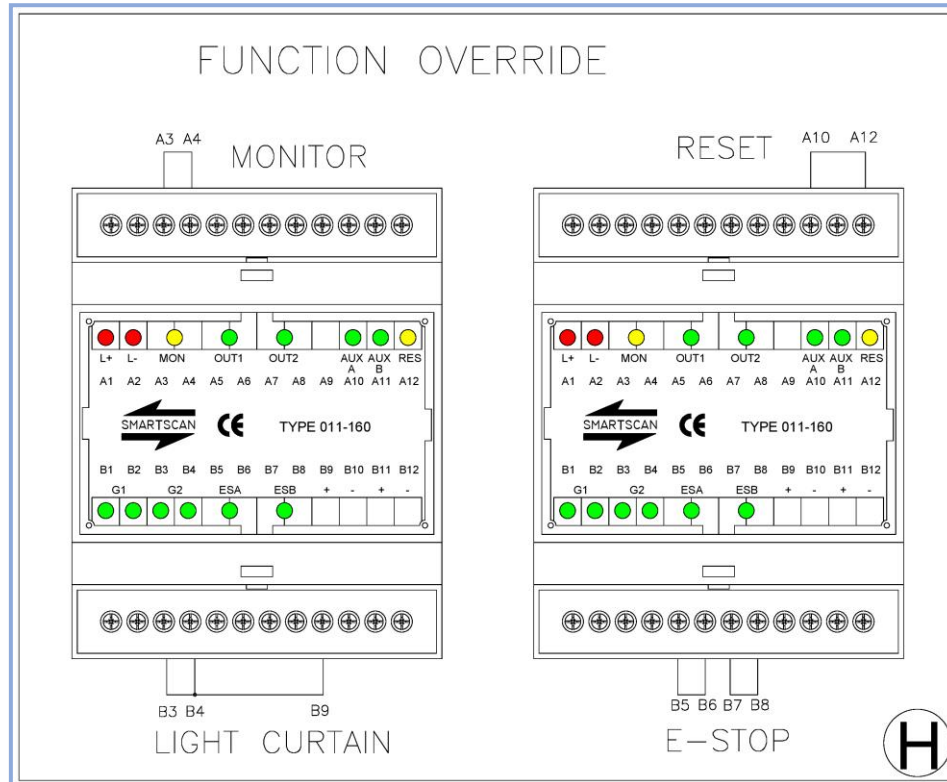 FUNCTION OVERRIDE
A3 A4
MONITOR
RESET
A10 A12
L+ L- MON OUT1 OUT2 AUX A AUX B RES
A1 A2 A3 A4 A5 A6 A7 A8 A9 A10 A11 A12
SMARTSCAN CE TYPE 011-160
B1 B2 B3 B4 B5 B6 B7 B8 B9 B10 B11 B12
G1 G2 ESA ESB + - + -
B3 B4 B9
LIGHT CURTAIN
L+ L- MON OUT1 OUT2 AUX A AUX B RES
A1 A2 A3 A4 A5 A6 A7 A8 A9 A10 A11 A12
SMARTSCAN CE TYPE 011-160
B1 B2 B3 B4 B5 B6 B7 B8 B9 B10 B11 B12
G1 G2 ESA ESB + - + -
B5 B6 B7 B8
E-STOP
H